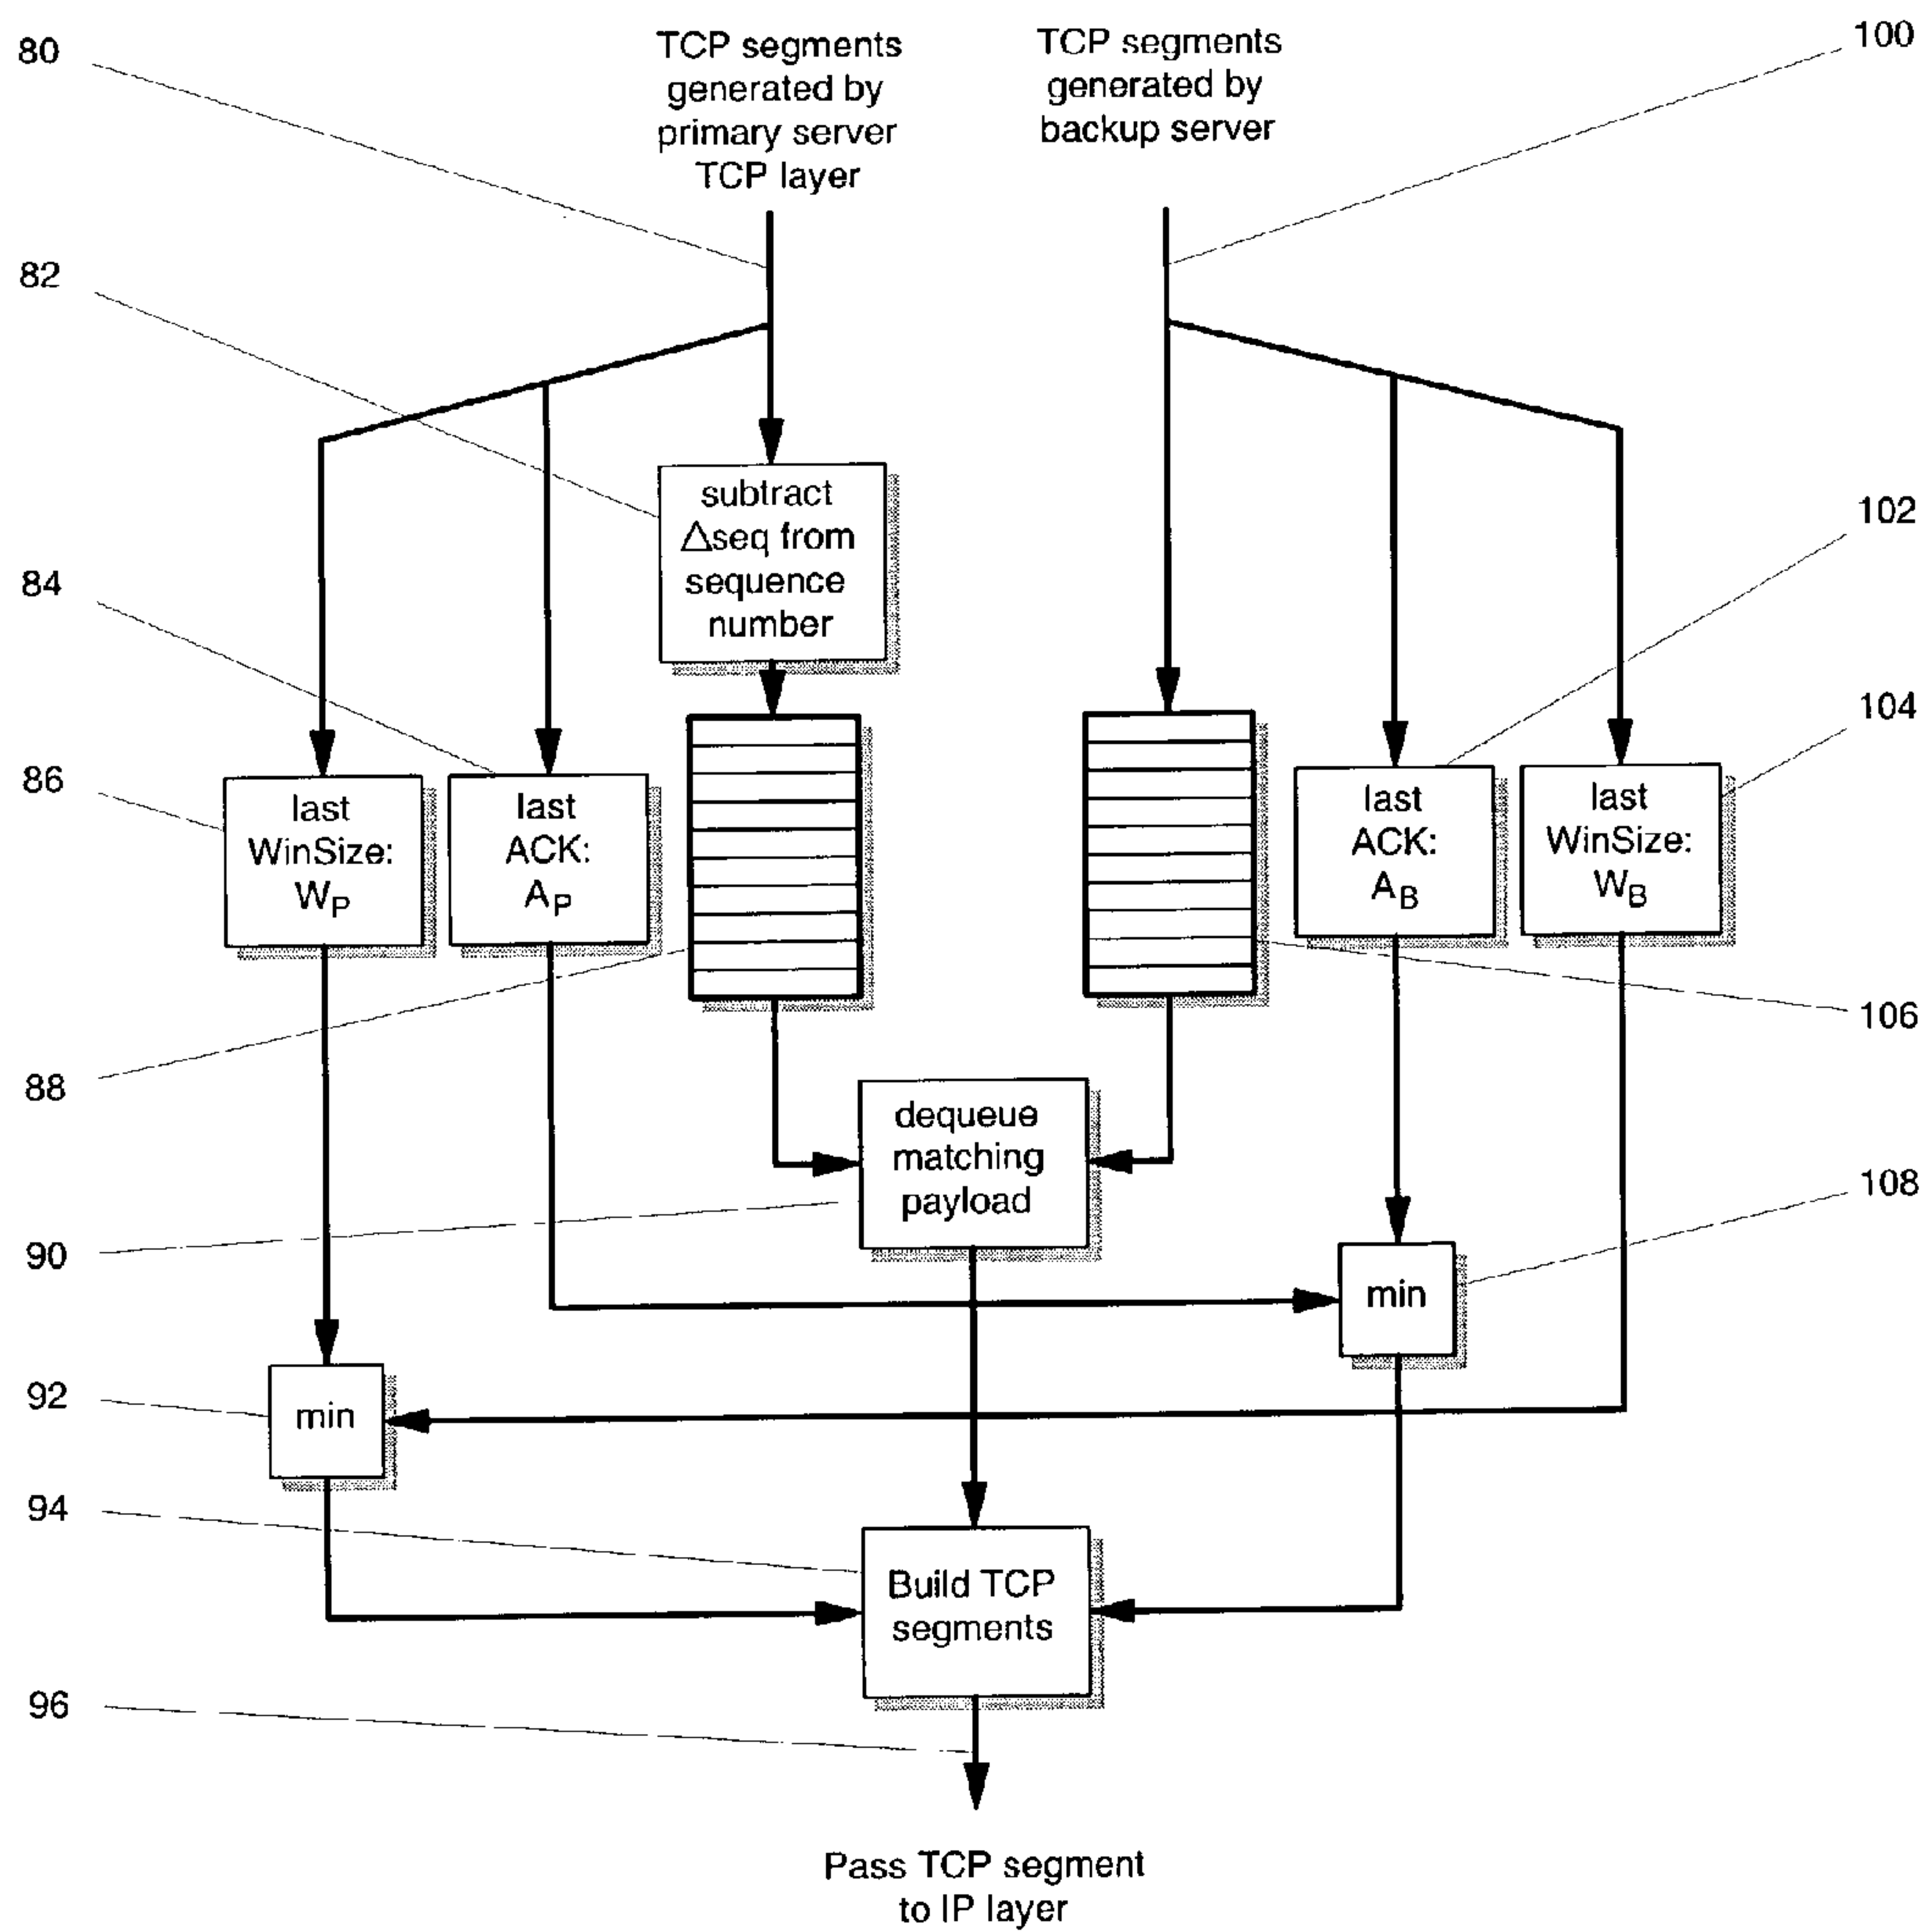 80
TCP segments
generated by
primary server
TCP layer
TCP segments
generated by
backup server
100
82
subtract
△seq from
sequence
number
102
84
104
86
last
WinSize:
WP
last
ACK:
AP
last
ACK:
AB
last
WinSize:
WB
106
88
dequeue
matching
payload
108
90
min
92
min
94
Build TCP
segments
96
Pass TCP segment
to IP layer